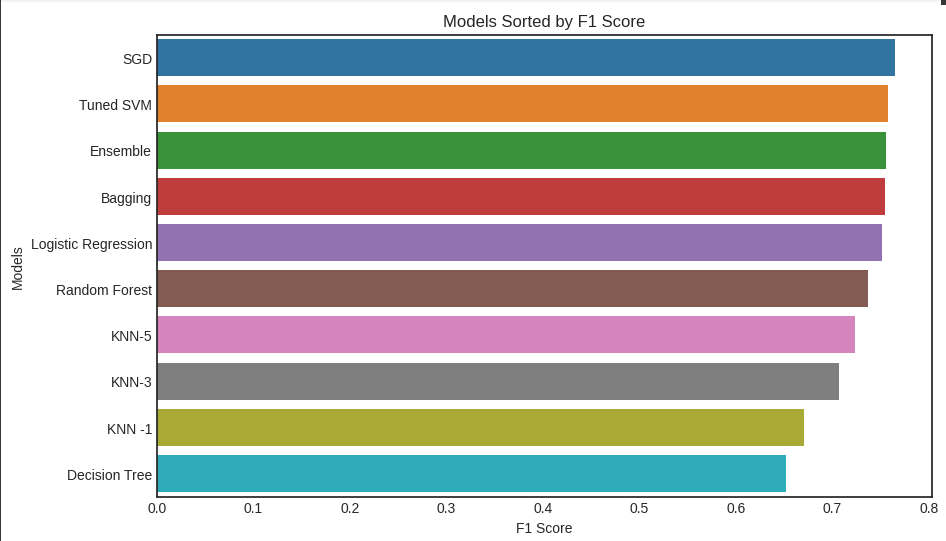 Models Sorted by F1 Score
SGD
Tuned SVM
Ensemble
Bagging
Logistic Regression
Random Forest
KNN-5
KNN-3
KNN -1
Decision Tree
Models
0.0 0.1 0.2 0.3 0.4 0.5 0.6 0.7 0.8
F1 Score